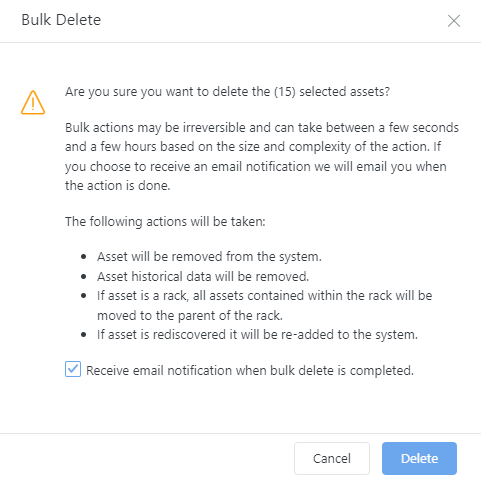 Bulk Delete
Are you sure you want to delete the (15) selected assets?
Bulk actions may be irreversible and can take between a few seconds
and a few hours based on the size and complexity of the action. If
you choose to receive an email notification we will email you when
the action is done.
The following actions will be taken:
• Asset will be removed from the system.
• Asset historical data will be removed.
• If asset is a rack, all assets contained within the rack will be
moved to the parent of the rack.
• If asset is rediscovered it will be re-added to the system.
Receive email notification when bulk delete is completed.
Cancel
Delete